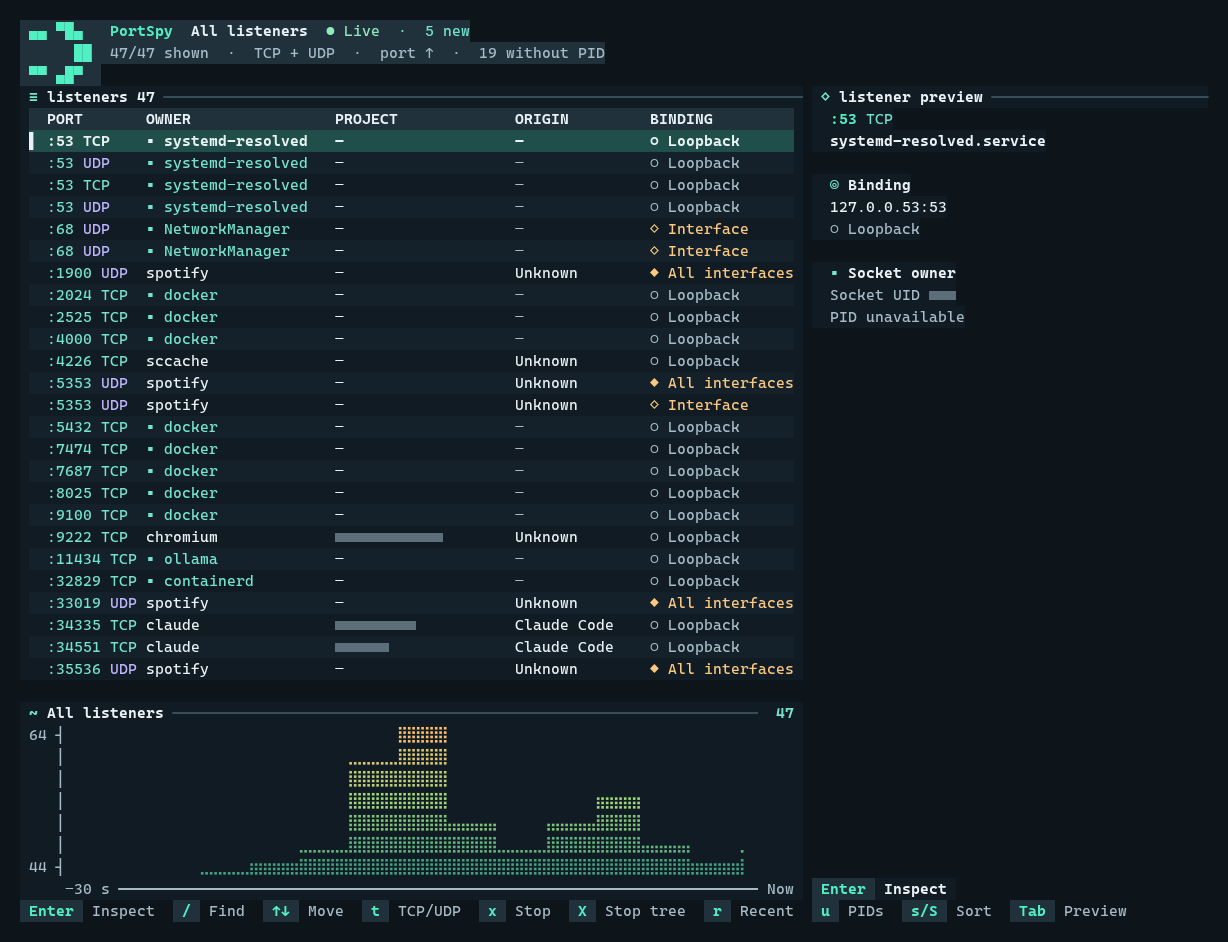 PortSpy All listeners ● Live · 5 new
47/47 shown · TCP + UDP · port ↑ · 19 without PID
≡ listeners 47
PORT OWNER PROJECT ORIGIN BINDING
:53 TCP ▪ systemd-resolved — — ○ Loopback
:53 UDP ▪ systemd-resolved — — ○ Loopback
:53 TCP ▪ systemd-resolved — — ○ Loopback
:53 UDP ▪ systemd-resolved — — ○ Loopback
:68 UDP ▪ NetworkManager — — ◇ Interface
:68 UDP ▪ NetworkManager — — ◇ Interface
:1900 UDP spotify — Unknown ◆ All interfaces
:2024 TCP ▪ docker — — ○ Loopback
:2525 TCP ▪ docker — — ○ Loopback
:4000 TCP ▪ docker — — ○ Loopback
:4226 TCP sccache — Unknown ○ Loopback
:5353 UDP spotify — Unknown ◆ All interfaces
:5353 UDP spotify — Unknown ◇ Interface
:5432 TCP ▪ docker — — ○ Loopback
:7474 TCP ▪ docker — — ○ Loopback
:7687 TCP ▪ docker — — ○ Loopback
:8025 TCP ▪ docker — — ○ Loopback
:9100 TCP ▪ docker — — ○ Loopback
:9222 TCP chromium Unknown ○ Loopback
:11434 TCP ▪ ollama — — ○ Loopback
:32829 TCP ▪ containerd — — ○ Loopback
:33019 UDP spotify — Unknown ◆ All interfaces
:34335 TCP claude Claude Code ○ Loopback
:34551 TCP claude Claude Code ○ Loopback
:35536 UDP spotify — Unknown ◆ All interfaces
◇ listener preview
:53 TCP
systemd-resolved.service
◎ Binding
127.0.0.53:53
○ Loopback
▪ Socket owner
Socket UID
PID unavailable
~ All listeners 47
64
44
−30 s Now
Enter Inspect / Find ↑↓ Move t TCP/UDP x Stop X Stop tree r Recent
Enter Inspect
u PIDs s/S Sort Tab Preview